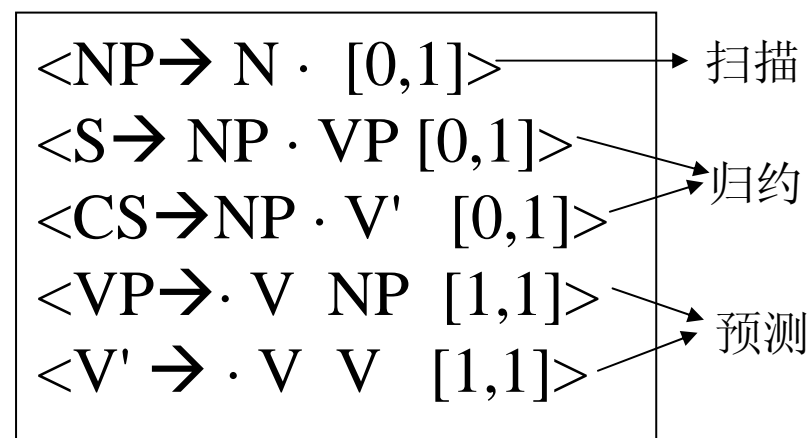 <NP→ N · [0,1]> 扫描
<S→ NP · VP [0,1]>
<CS→NP · V' [0,1]> 归约
<VP→· V NP [1,1]>
<V' → · V V [1,1]> 预测